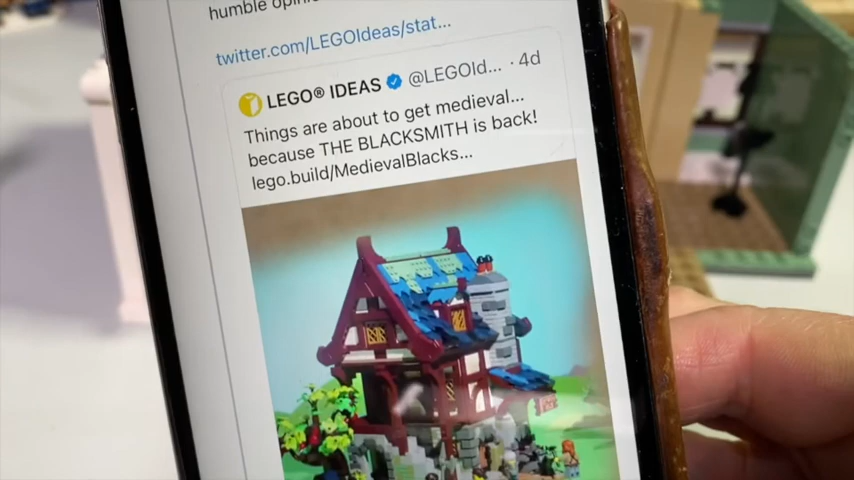 humble opinio
twitter.com/LEGOIdeas/stat...
LEGO® IDEAS @LEGOId... · 4d
Things are about to get medieval...
because THE BLACKSMITH is back!
lego.build/MedievalBlacks...